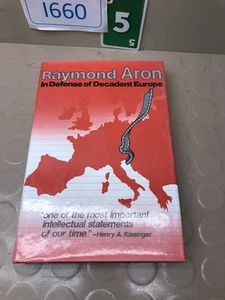 1660
5
Raymond Aron
In Defense of Decadent Europe
"one of the most important
intellectual statements
of our time."–Henry A. Kissinger